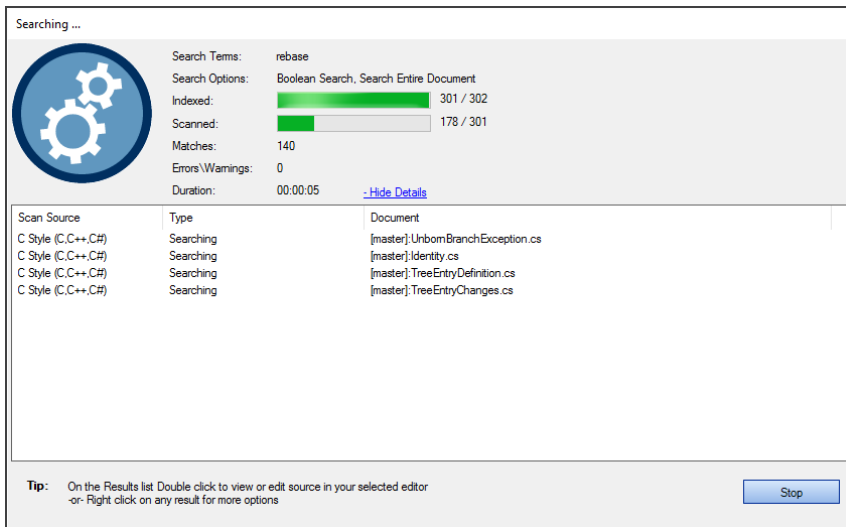 Searching ...
Search Terms: rebase
Search Options: Boolean Search, Search Entire Document
Indexed: 301 / 302
Scanned: 178 / 301
Matches: 140
Errors\Warnings: 0
Duration: 00:00:05 - Hide Details
Scan Source Type Document
C Style (C,C++,C#) Searching [master]:UnbornBranchException.cs
C Style (C,C++,C#) Searching [master]:Identity.cs
C Style (C,C++,C#) Searching [master]:TreeEntryDefinition.cs
C Style (C,C++,C#) Searching [master]:TreeEntryChanges.cs
Tip: On the Results list Double click to view or edit source in your selected editor
-or- Right click on any result for more options
Stop